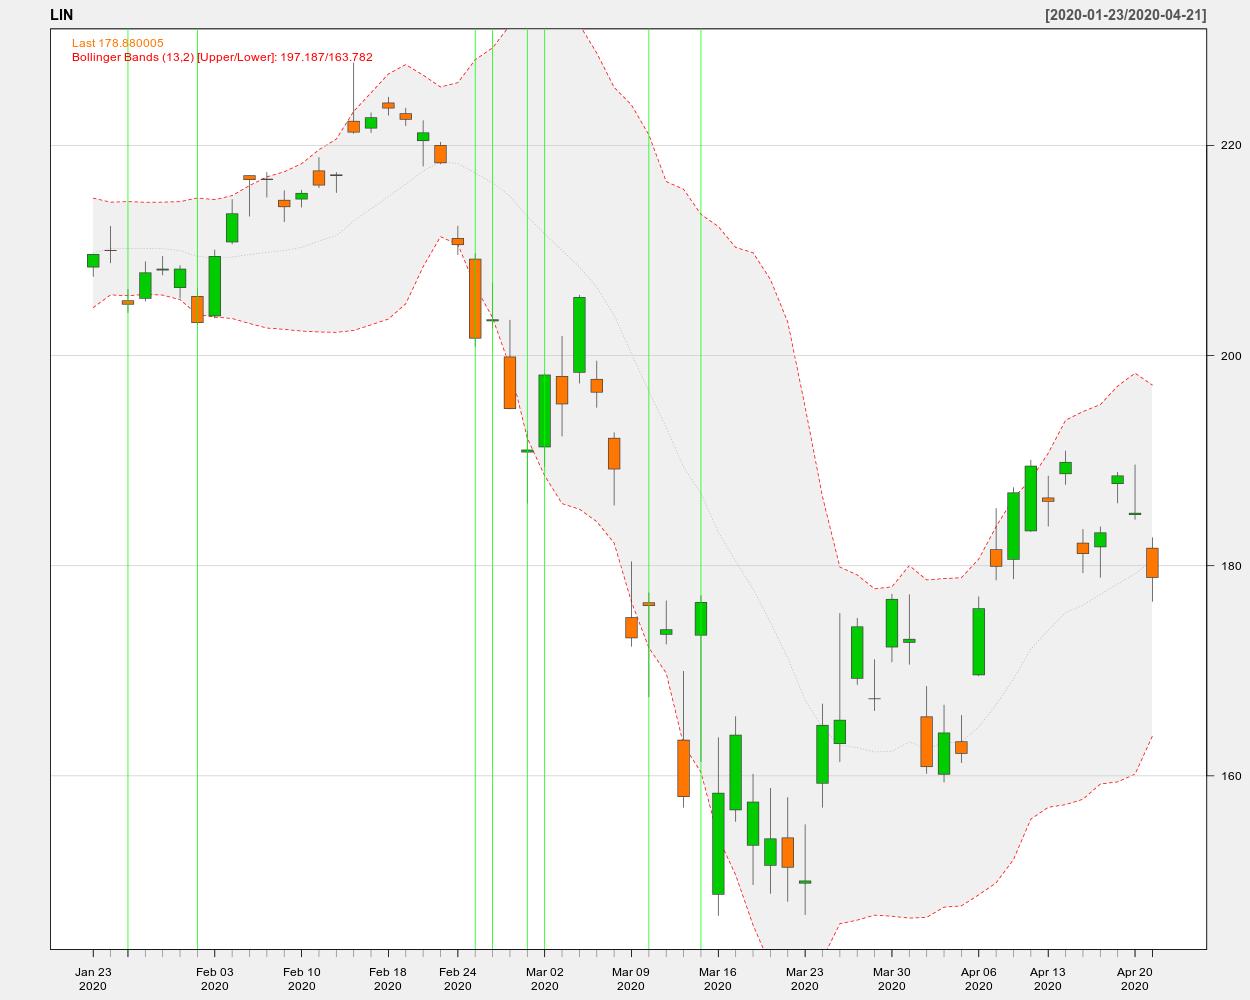 LIN
[2020-01-23/2020-04-21]
Last 178.880005
Bollinger Bands (13,2) [Upper/Lower]: 197.187/163.782
220
200
180
160
Jan 23
2020
Feb 03
2020
Feb 10
2020
Feb 18
2020
Feb 24
2020
Mar 02
2020
Mar 09
2020
Mar 16
2020
Mar 23
2020
Mar 30
2020
Apr 06
2020
Apr 13
2020
Apr 20
2020